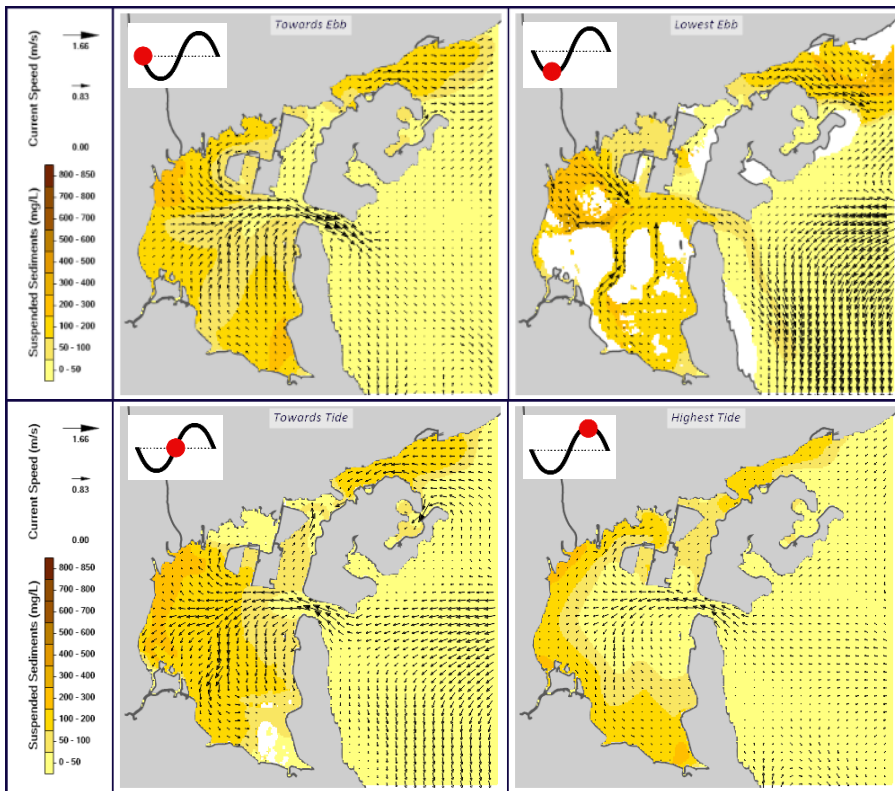 Towards Ebb
Lowest Ebb
Current Speed (m/s)
1.66
0.83
0.00
Suspended Sediments (mg/L)
800 - 850
700 - 800
600 - 700
500 - 600
400 - 500
300 - 400
200 - 300
100 - 200
50 - 100
0 - 50
Towards Tide
Highest Tide
Current Speed (m/s)
1.66
0.83
0.00
Suspended Sediments (mg/L)
800 - 850
700 - 800
600 - 700
500 - 600
400 - 500
300 - 400
200 - 300
100 - 200
50 - 100
0 - 50